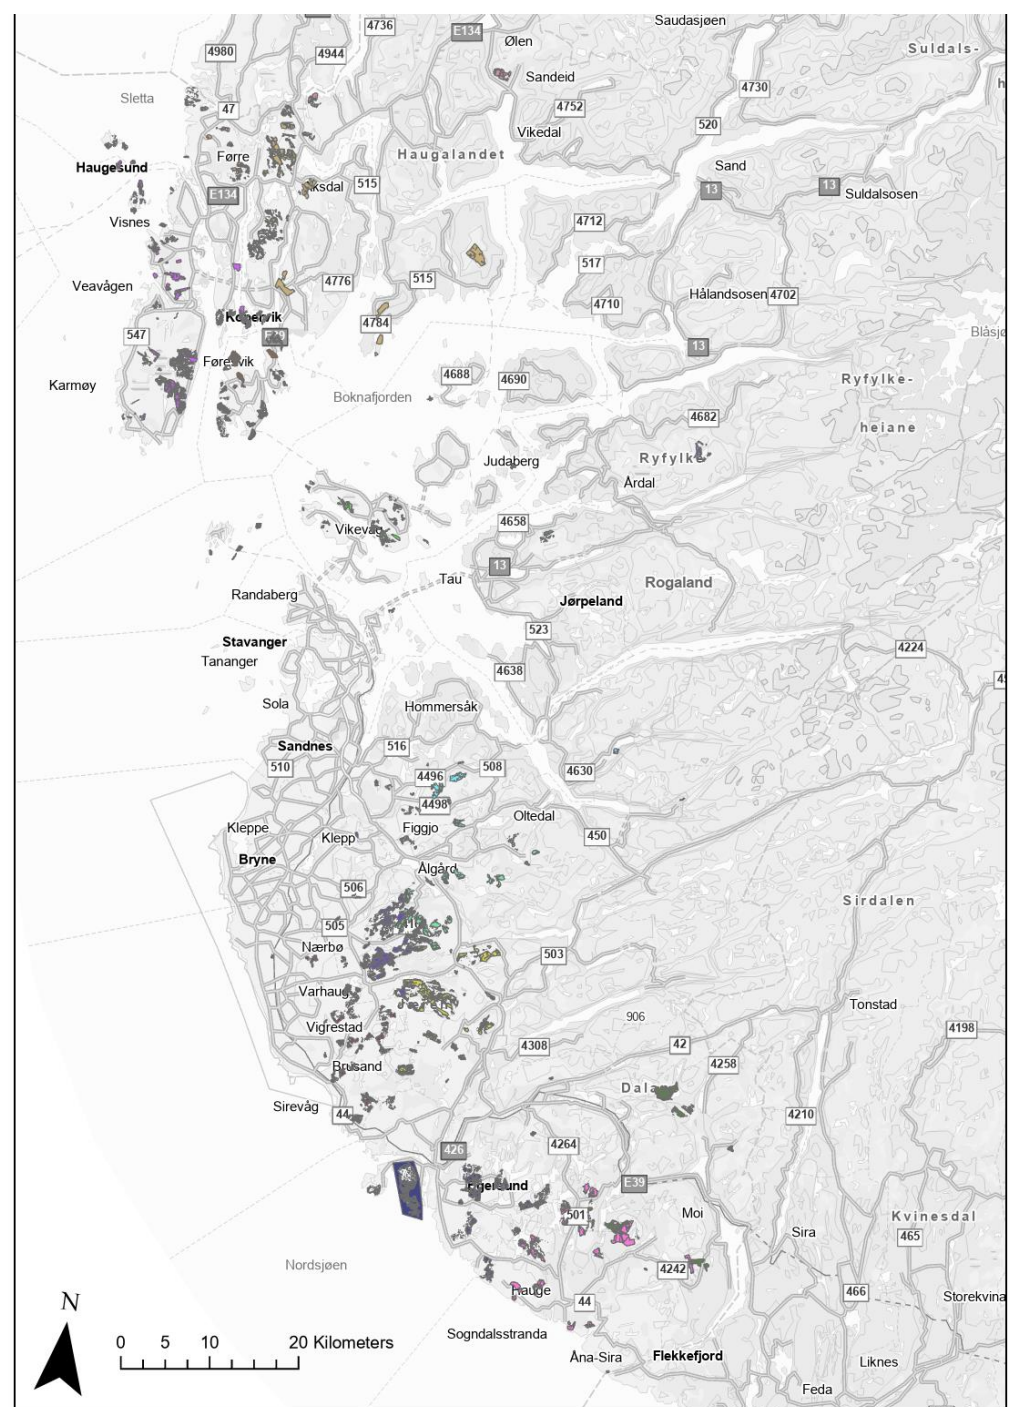 4736
Saudasjøen
E134
Ølen
Suldals-
4980
4944
Sandeid
4730
Sletta
47
4752
520
Vikedal
Førre
Haugalandet
Haugesund
Sand
515
13
13
E134
Suldalsosen
Visnes
4712
517
Veavågen
4776
515
Hålandsosen
4702
4710
4784
547
Blåsjø
13
Karmøy
4688
4690
Ryfylke-
Boknafjorden
4682
heiane
Judaberg
Ryfylke
Årdal
4658
Vikevåg
13
Tau
Rogaland
Randaberg
Jørpeland
523
Stavanger
4224
Tananger
4638
Sola
Hommersåk
Sandnes
516
510
4496
508
4630
4498
Kleppe
Klepp
Figgjo
Oltedal
450
Bryne
Ålgård
506
Sirdalen
505
Nærbø
503
Varhaug
Tonstad
Vigrestad
906
4198
4308
42
4258
Brusand
Sirevåg
44
4210
4264
426
E39
Egersund
501
Moi
Kvinesdal
Sira
465
Nordsjøen
4242
466
Hauge
Storekvina
N
44
0 5 10 20 Kilometers
Sogndalsstranda
Åna-Sira
Flekkefjord
Liknes
Feda